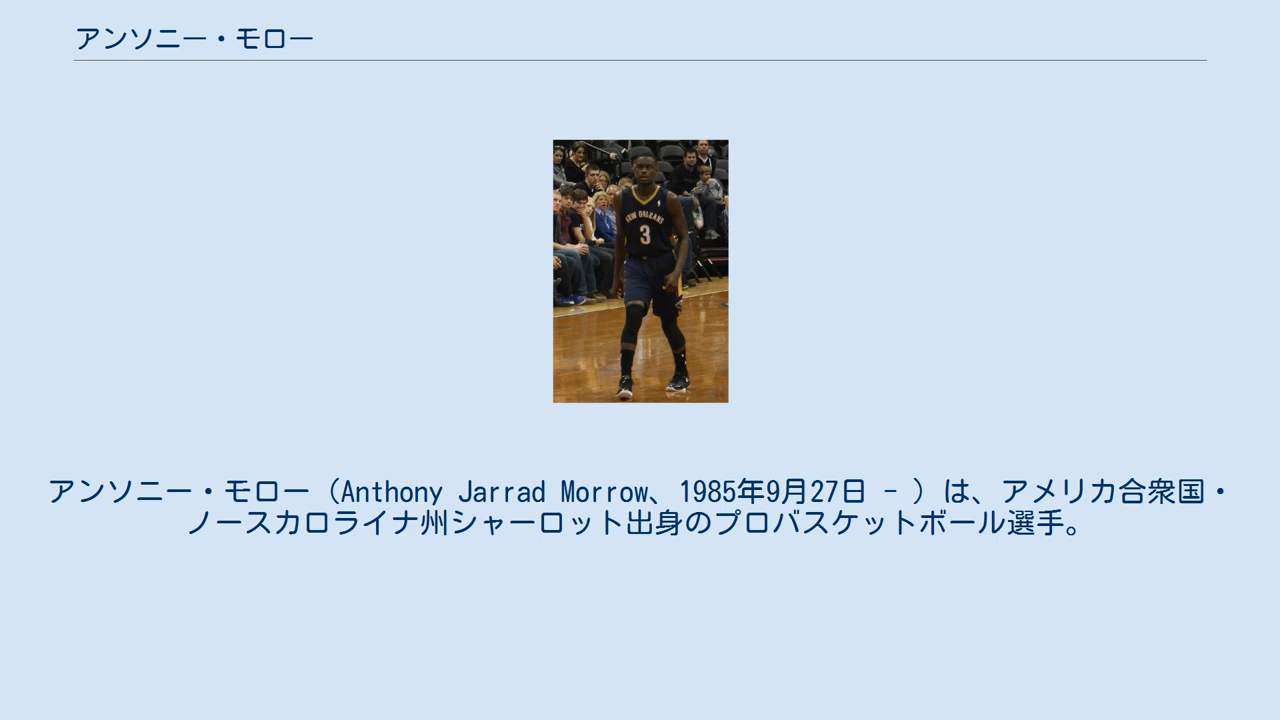 アンソニー・モロー
NEW ORLEANS
3
アンソニー・モロー（Anthony Jarrad Morrow、1985年9月27日 - ）は、アメリカ合衆国・
ノースカロライナ州シャーロット出身のプロバスケットボール選手。